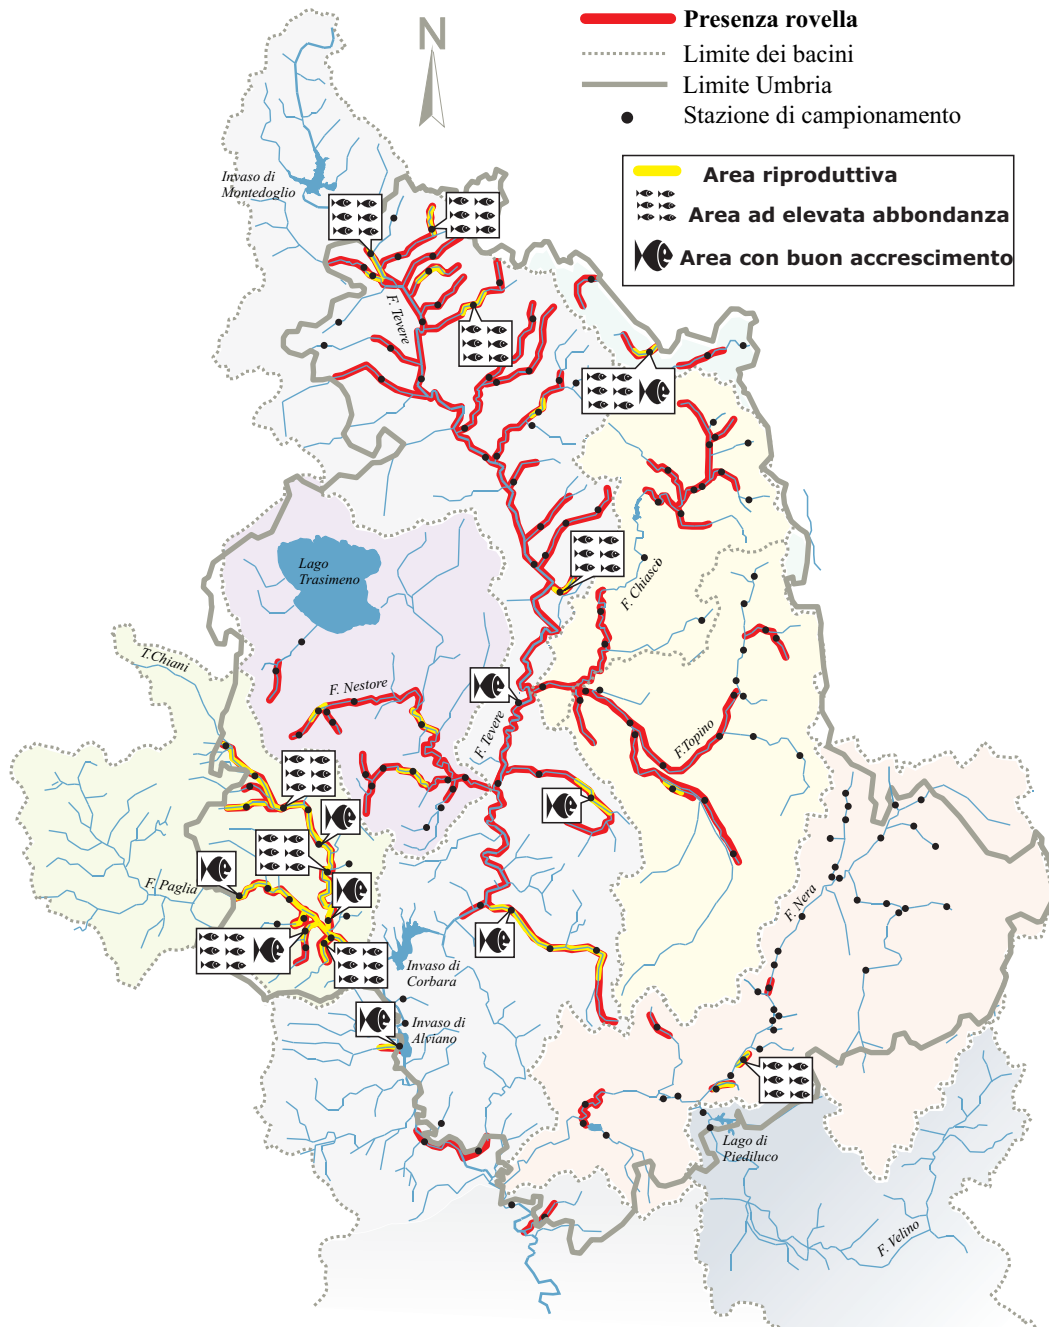 N
Presenza rovella
Limite dei bacini
Limite Umbria
Stazione di campionamento
Area riproduttiva
Area ad elevata abbondanza
Area con buon accrescimento
Invaso di
Montedoglio
F. Tevere
Lago
Trasimeno
F. Chiascio
T. Chiani
F. Nestore
F. Tevere
F. Topino
F. Paglia
F. Nera
Invaso di
Corbara
Invaso di
Alviano
Lago di
Piediluco
F. Velino